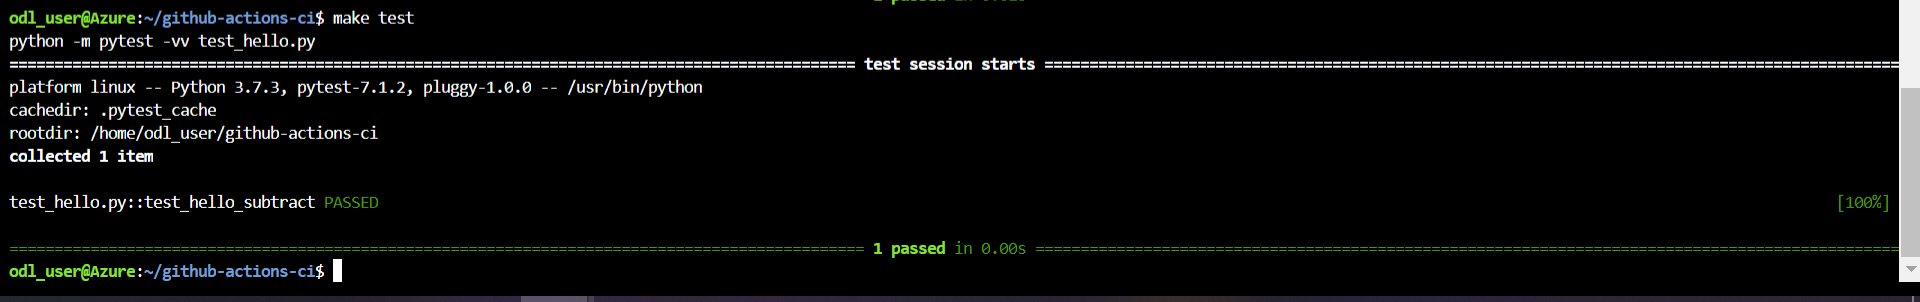 odl_user@Azure:~/github-actions-ci$ make test
python -m pytest -vv test_hello.py
============================================================================================== test session starts ===============================================================================================
platform linux -- Python 3.7.3, pytest-7.1.2, pluggy-1.0.0 -- /usr/bin/python
cachedir: .pytest_cache
rootdir: /home/odl_user/github-actions-ci
collected 1 item
test_hello.py::test_hello_subtract PASSED [100%]
=============================================================================================== 1 passed in 0.00s ================================================================================================
odl_user@Azure:~/github-actions-ci$